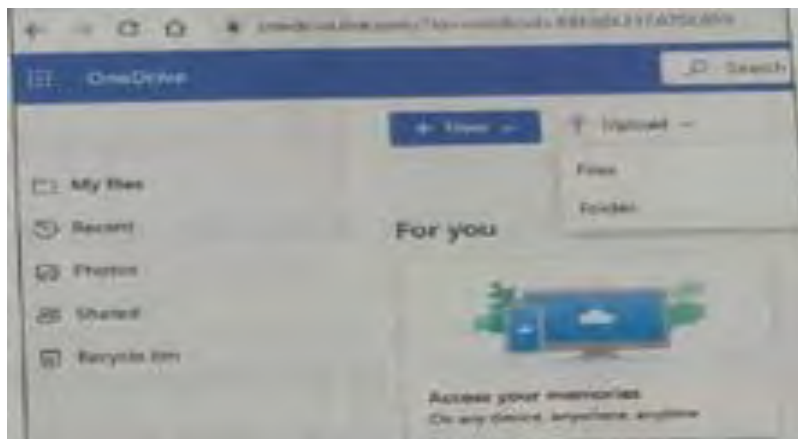 OneDrive
Search
+ New
Upload
Files
Folder
My files
Recent
Photos
Shared
Recycle bin
For you
Access your memories
On any device, anywhere, anytime